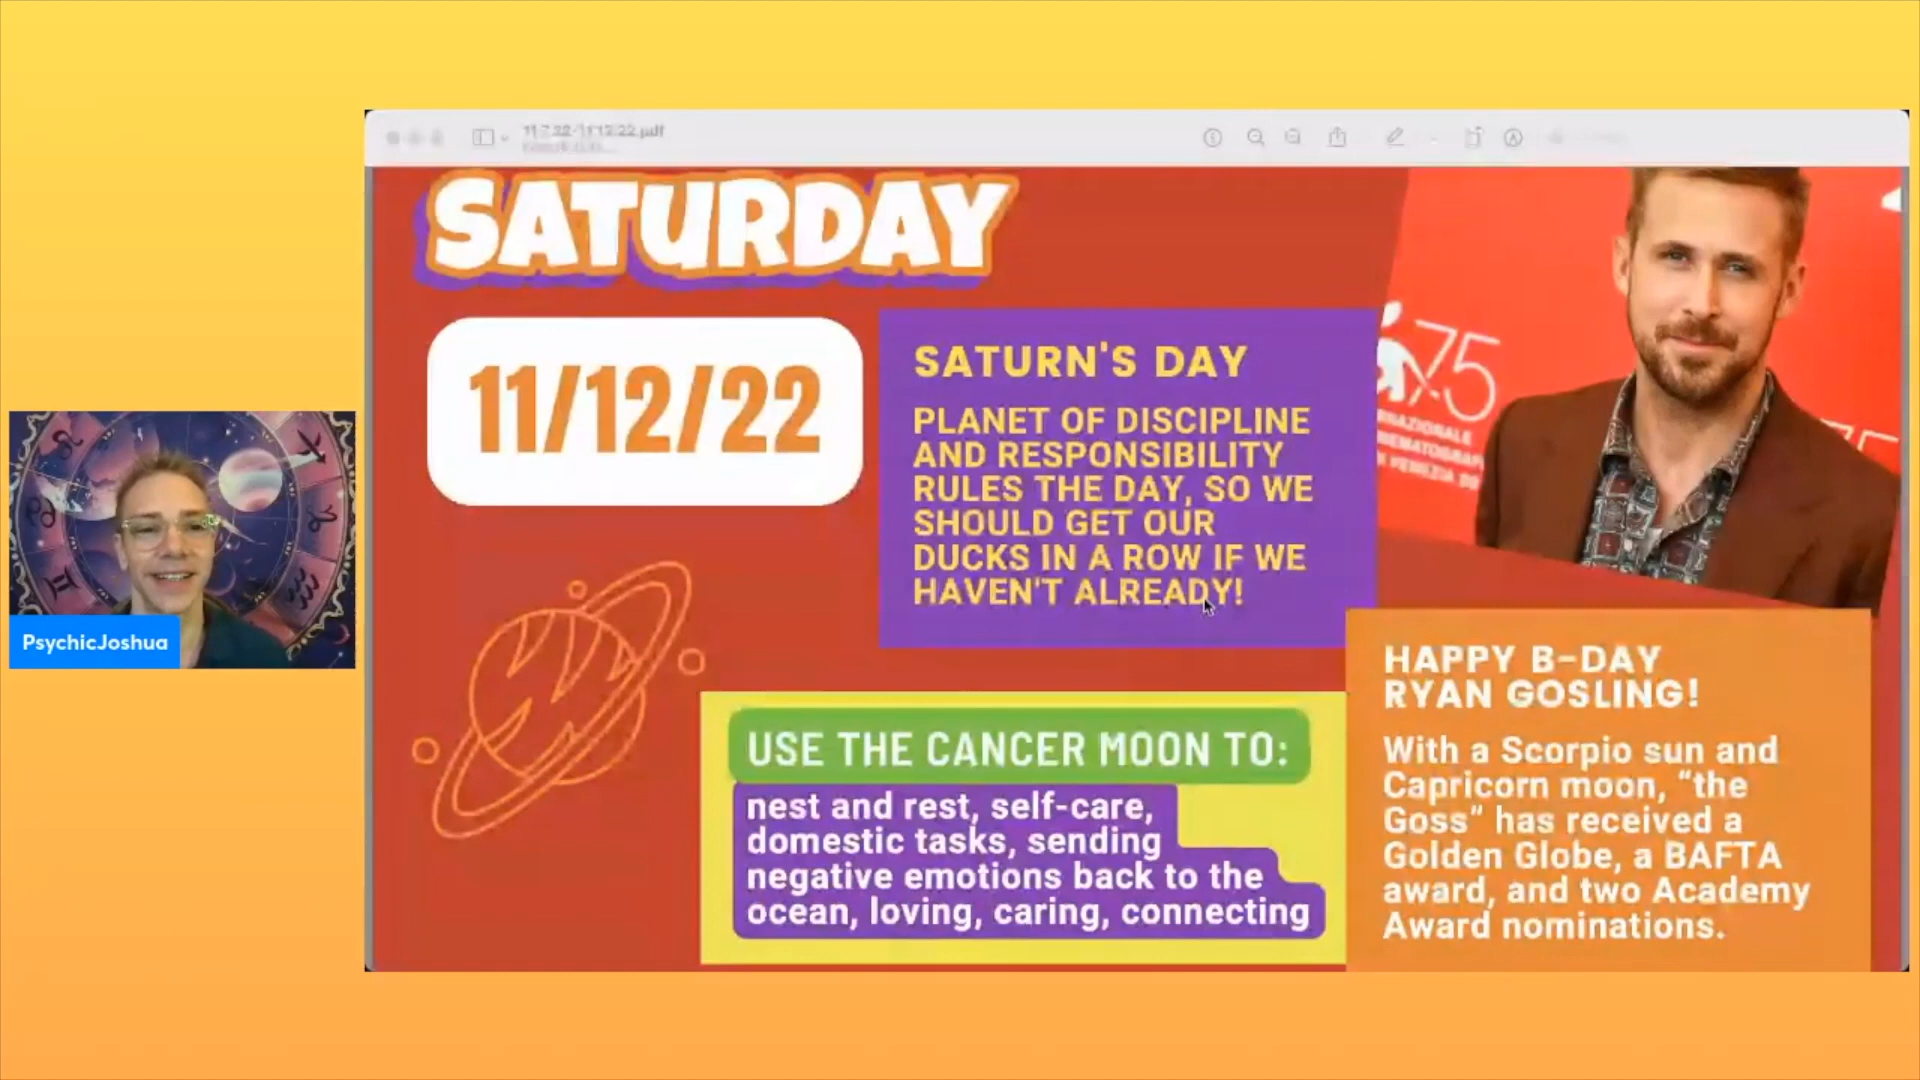 SATURDAY
11/12/22
SATURN'S DAY
PLANET OF DISCIPLINE
AND RESPONSIBILITY
RULES THE DAY, SO WE
SHOULD GET OUR
DUCKS IN A ROW IF WE
HAVEN'T ALREADY!
75
USE THE CANCER MOON TO:
nest and rest, self-care,
domestic tasks, sending
negative emotions back to the
ocean, loving, caring, connecting
HAPPY B-DAY
RYAN GOSLING!
With a Scorpio sun and
Capricorn moon, “the
Goss” has received a
Golden Globe, a BAFTA
award, and two Academy
Award nominations.
PsychicJoshua